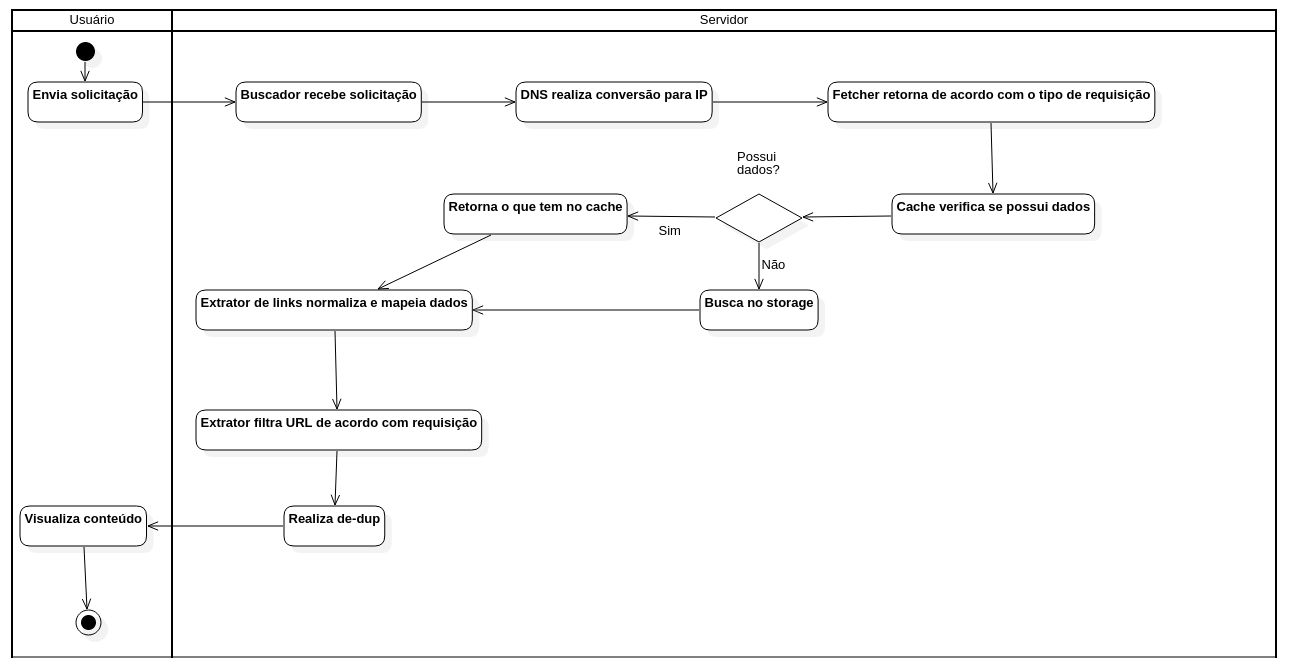 Usuário
Servidor
Envia solicitação
Buscador recebe solicitação
DNS realiza conversão para IP
Fetcher retorna de acordo com o tipo de requisição
Possui
dados?
Retorna o que tem no cache
Cache verifica se possui dados
Sim
Não
Extrator de links normaliza e mapeia dados
Busca no storage
Extrator filtra URL de acordo com requisição
Visualiza conteúdo
Realiza de-dup